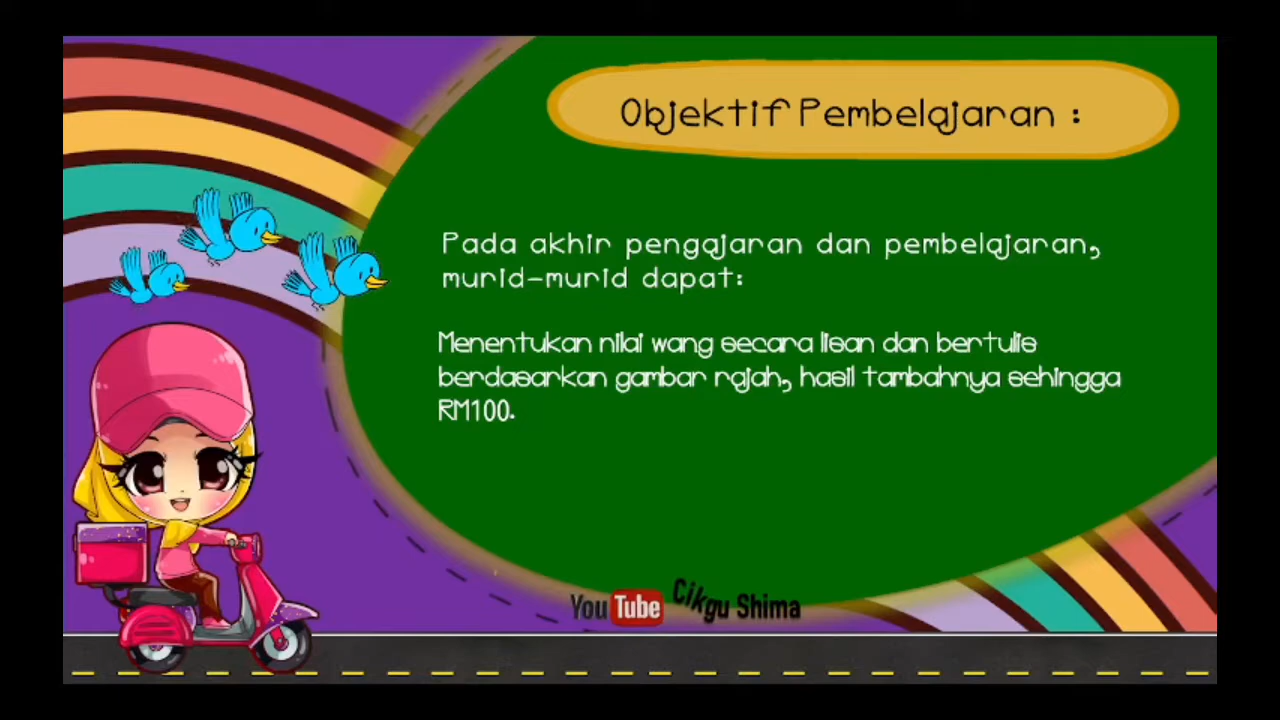 Objektif Pembelajaran :
Pada akhir pengajaran dan pembelajaran,
murid-murid dapat:
Menentukan nilai wang secara lisan dan bertulis
berdasarkan gambar rajah, hasil tambahnya sehingga
RM100.
YouTube Cikgu Shima